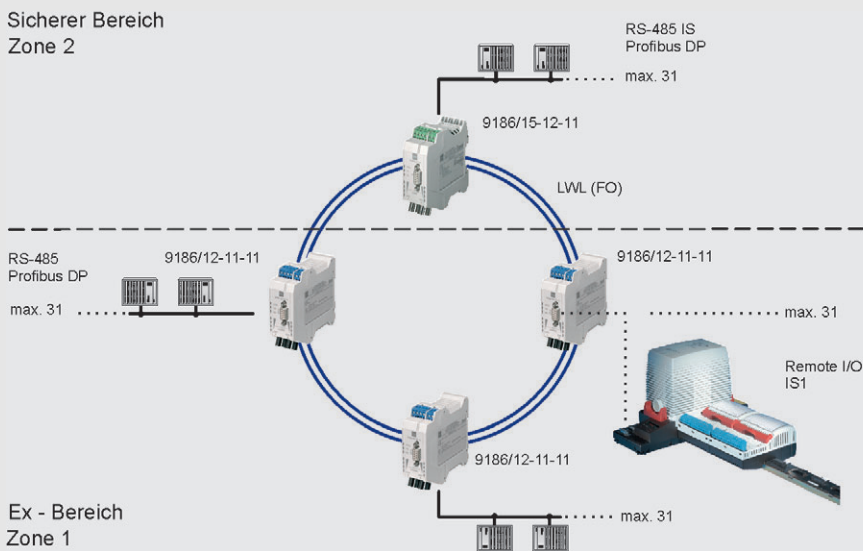 Sicherer Bereich
Zone 2
RS-485 IS
Profibus DP
max. 31
9186/15-12-11
LWL (FO)
RS-485
Profibus DP
9186/12-11-11
9186/12-11-11
max. 31
max. 31
Remote I/O
IS1
9186/12-11-11
Ex - Bereich
Zone 1
max. 31